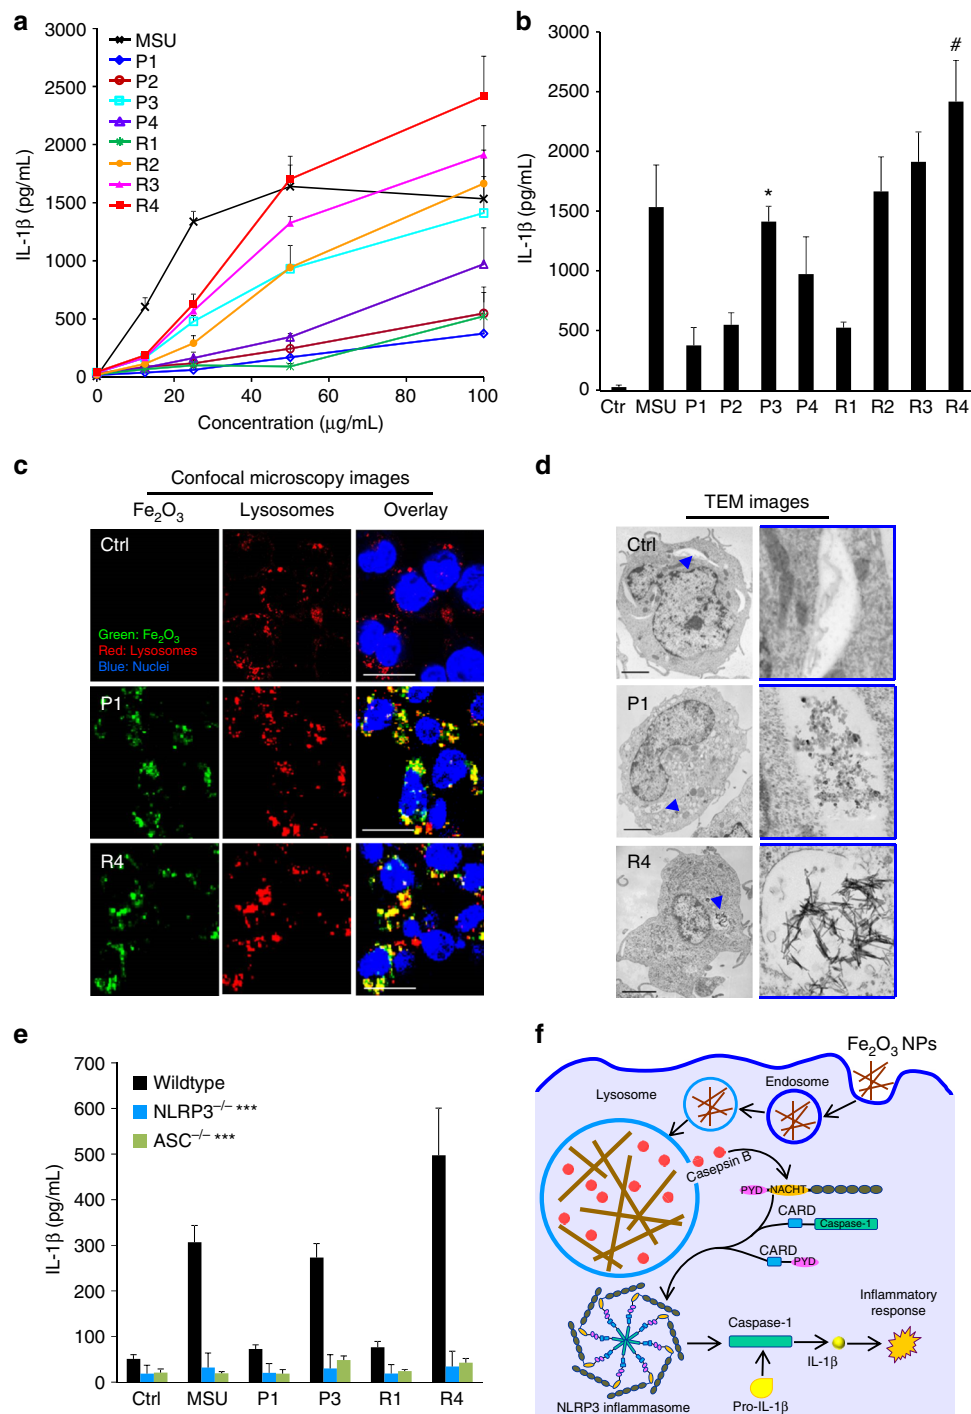 a
3000
2500
2000
1500
1000
500
0
IL-1β (pg/mL)
MSU
P1
P2
P3
P4
R1
R2
R3
R4
0 20 40 60 80 100
Concentration (μg/mL)
b
3000
2500
2000
1500
1000
500
0
IL-1β (pg/mL)
*
#
Ctr MSU P1 P2 P3 P4 R1 R2 R3 R4
c
Confocal microscopy images
Fe₂O₃ Lysosomes Overlay
Ctrl
Green: Fe₂O₃
Red: Lysosomes
Blue: Nuclei
P1
R4
d
TEM images
Ctrl
P1
R4
e
700
600
500
400
300
200
100
0
IL-1β (pg/mL)
Wildtype
NLRP3⁻/⁻ ***
ASC⁻/⁻ ***
Ctrl MSU P1 P3 R1 R4
f
Fe₂O₃ NPs
Endosome
Lysosome
Casepsin B
PYD NACHT
CARD
Caspase-1
CARD
PYD
Inflammatory
response
Caspase-1
IL-1β
Pro-IL-1β
NLRP3 inflammasome